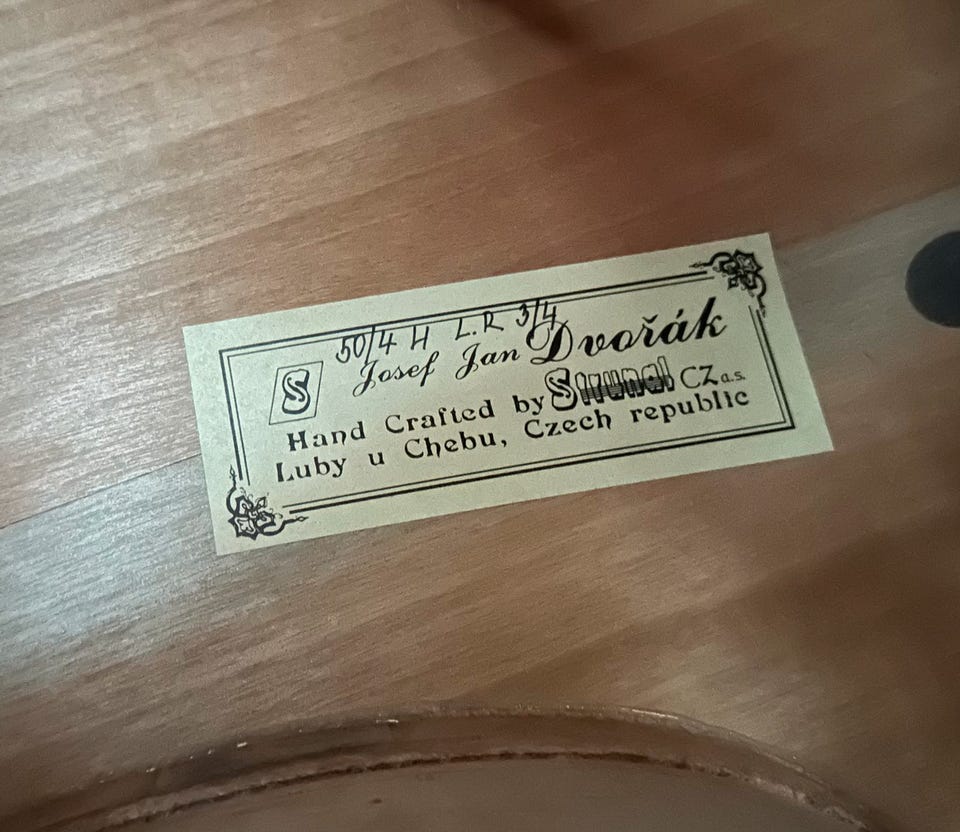 50/4 H L.R 3/4
S Josef Jan Dvořák
Hand Crafted by Strunal CZ a.s.
Luby u Chebu, Czech republic